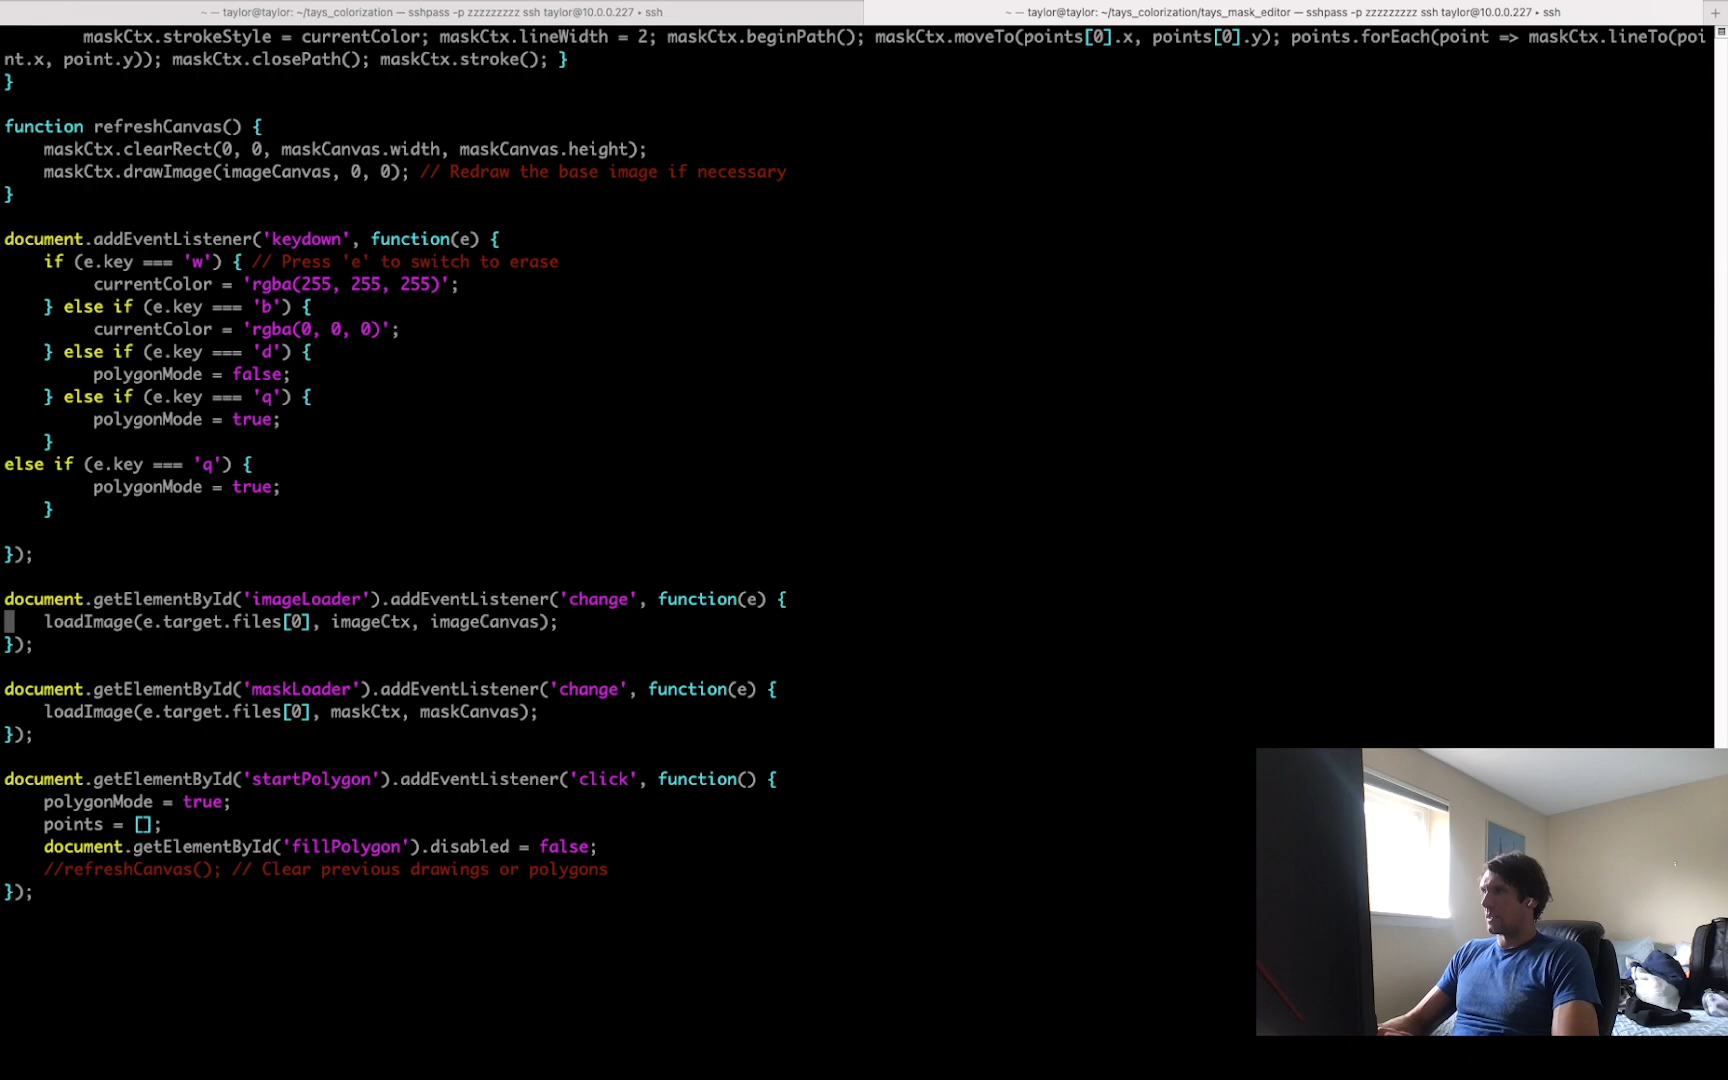 ~ — taylor@taylor: ~/tays_colorization — sshpass -p zzzzzzzzz ssh taylor@10.0.0.227 ▸ ssh
~ — taylor@taylor: ~/tays_colorization/tays_mask_editor — sshpass -p zzzzzzzzz ssh taylor@10.0.0.227 ▸ ssh
maskCtx.strokeStyle = currentColor; maskCtx.lineWidth = 2; maskCtx.beginPath(); maskCtx.moveTo(points[0].x, points[0].y); points.forEach(point => maskCtx.lineTo(poi
nt.x, point.y)); maskCtx.closePath(); maskCtx.stroke(); }
}
function refreshCanvas() {
maskCtx.clearRect(0, 0, maskCanvas.width, maskCanvas.height);
maskCtx.drawImage(imageCanvas, 0, 0); // Redraw the base image if necessary
}
document.addEventListener('keydown', function(e) {
if (e.key === 'w') { // Press 'e' to switch to erase
currentColor = 'rgba(255, 255, 255)';
} else if (e.key === 'b') {
currentColor = 'rgba(0, 0, 0)';
} else if (e.key === 'd') {
polygonMode = false;
} else if (e.key === 'q') {
polygonMode = true;
}
else if (e.key === 'q') {
polygonMode = true;
}
});
document.getElementById('imageLoader').addEventListener('change', function(e) {
loadImage(e.target.files[0], imageCtx, imageCanvas);
});
document.getElementById('maskLoader').addEventListener('change', function(e) {
loadImage(e.target.files[0], maskCtx, maskCanvas);
});
document.getElementById('startPolygon').addEventListener('click', function() {
polygonMode = true;
points = [];
document.getElementById('fillPolygon').disabled = false;
//refreshCanvas(); // Clear previous drawings or polygons
});